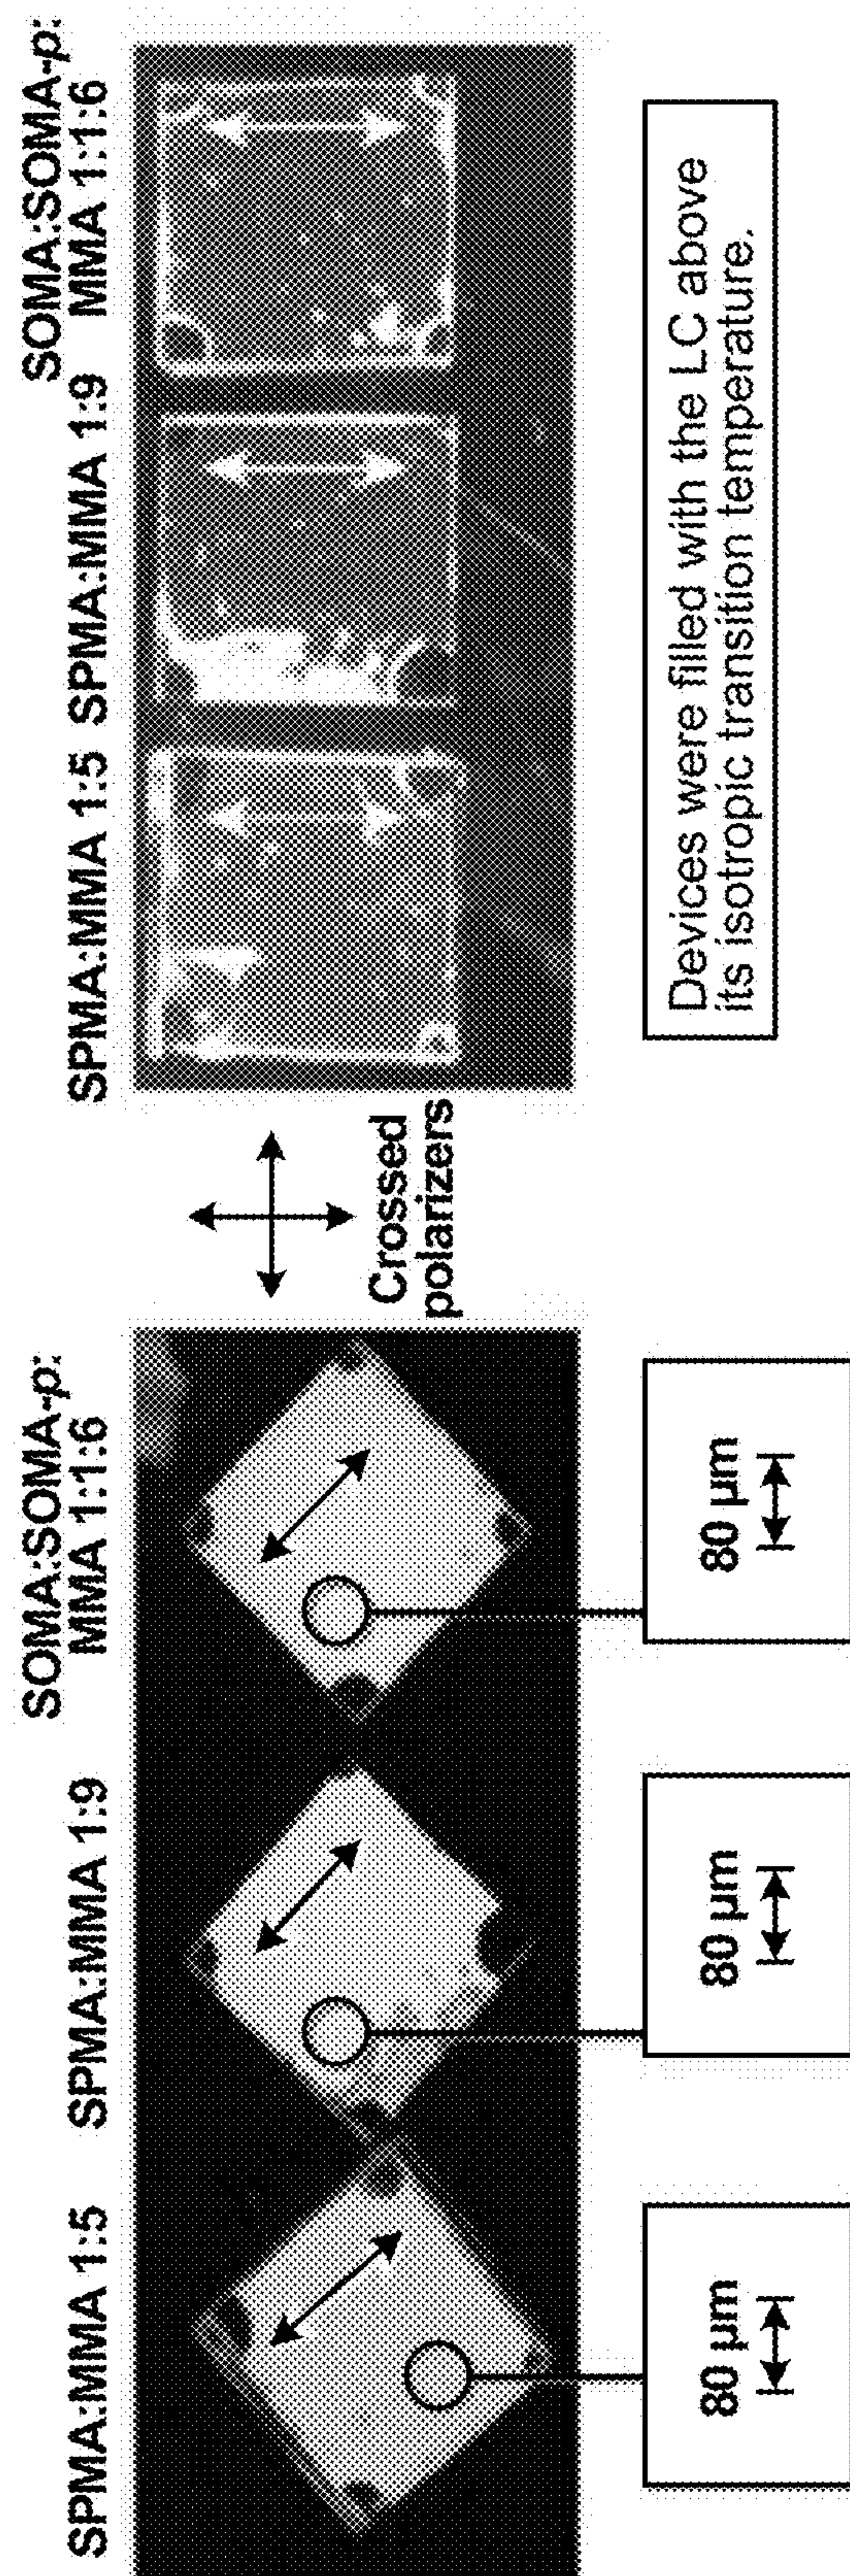 SPMA:MMA 1:5
SPMA:MMA 1:9
SOMA:SOMA-p:
MMA 1:1:6
Crossed
polarizers
SPMA:MMA 1:5
SPMA:MMA 1:9
SOMA:SOMA-p:
MMA 1:1:6
80 µm
80 µm
80 µm
Devices were filled with the LC above
its isotropic transition temperature.